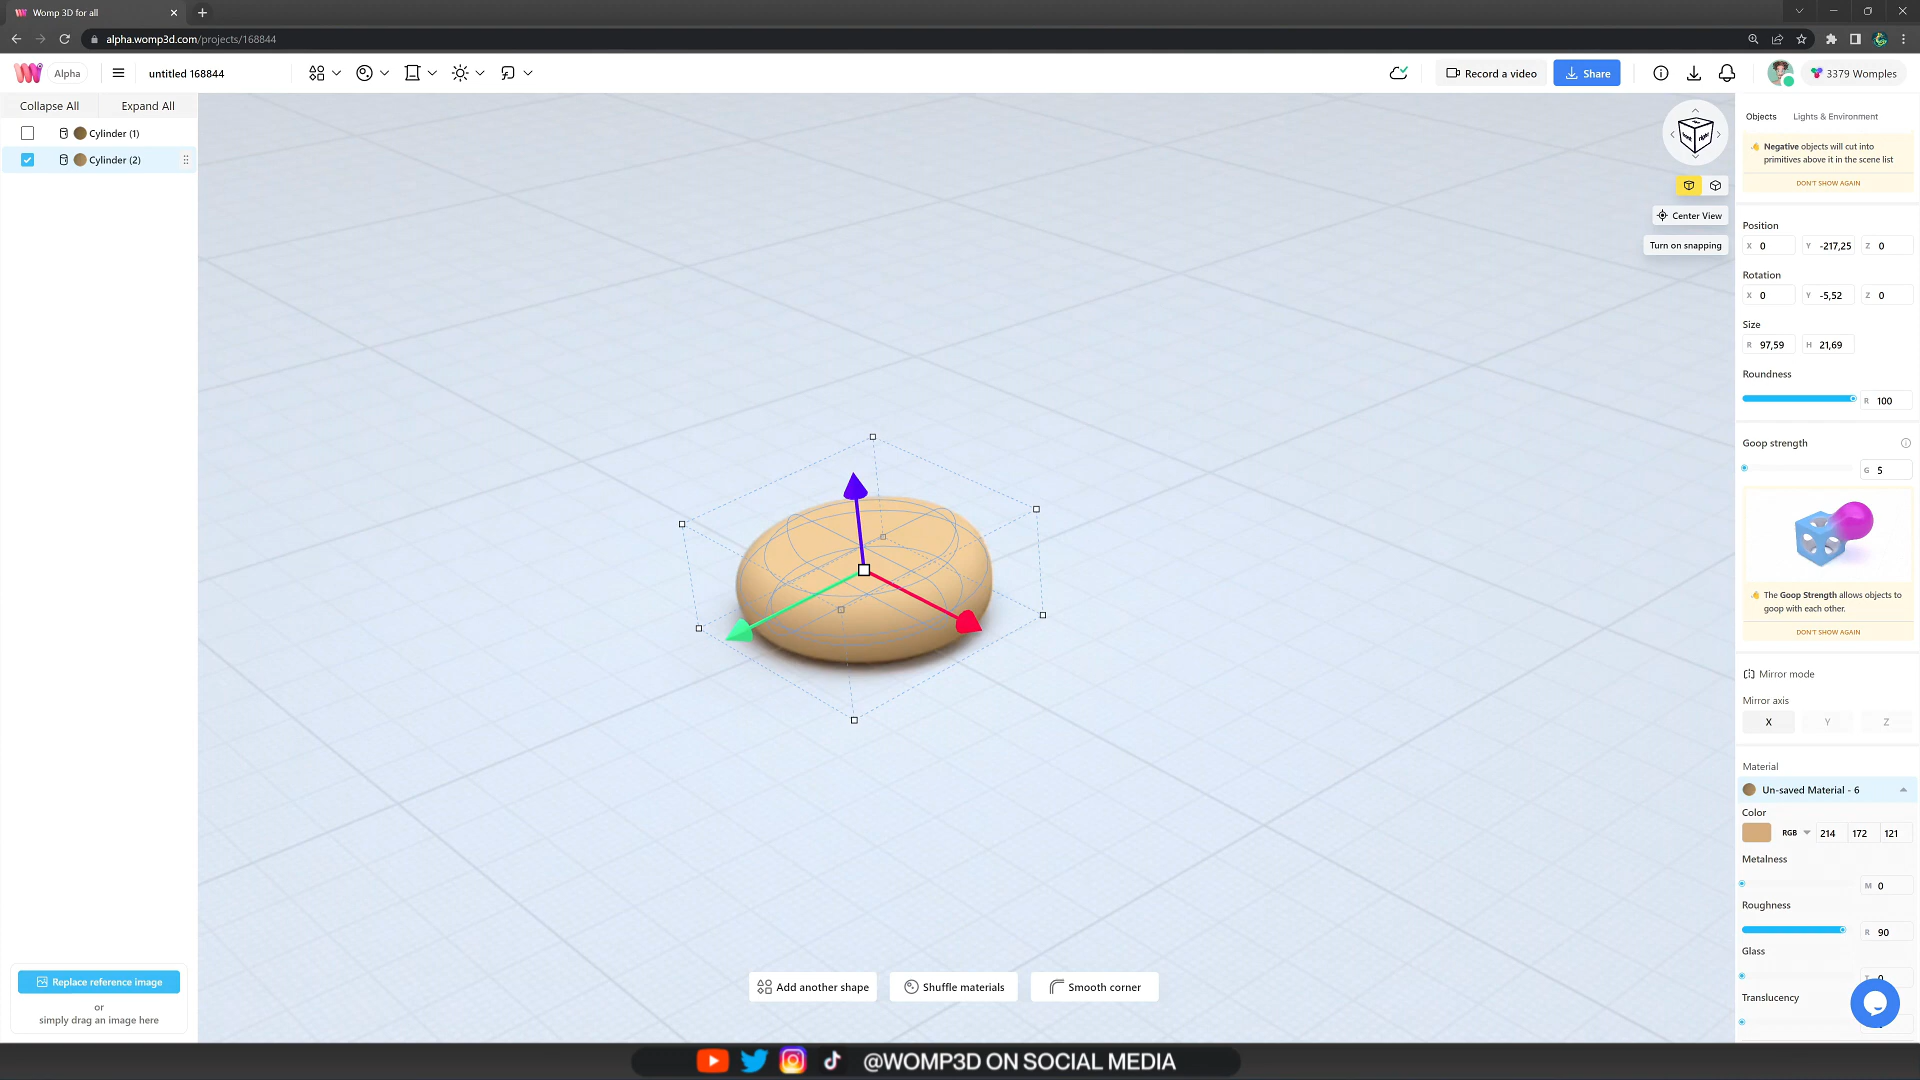 Womp 3D for all
alpha.womp3d.com/projects/168844
Alpha
untitled 168844
Record a video
Share
3379 Womples
Collapse All
Expand All
Cylinder (1)
Cylinder (2)
Replace reference image
or
simply drag an image here
Center View
Turn on snapping
Add another shape
Shuffle materials
Smooth corner
Objects
Lights & Environment
Negative objects will cut into
primitives above it in the scene list
DON'T SHOW AGAIN
Position
X 0 Y -217,25 Z 0
Rotation
X 0 Y -5,52 Z 0
Size
R 97,59 H 21,69
Roundness
R 100
Goop strength
G 5
The Goop Strength allows objects to
goop with each other.
DON'T SHOW AGAIN
Mirror mode
Mirror axis
X Y Z
Material
Un-saved Material - 6
Color
RGB 214 172 121
Metalness
M 0
Roughness
R 90
Glass
Translucency
@WOMP3D ON SOCIAL MEDIA